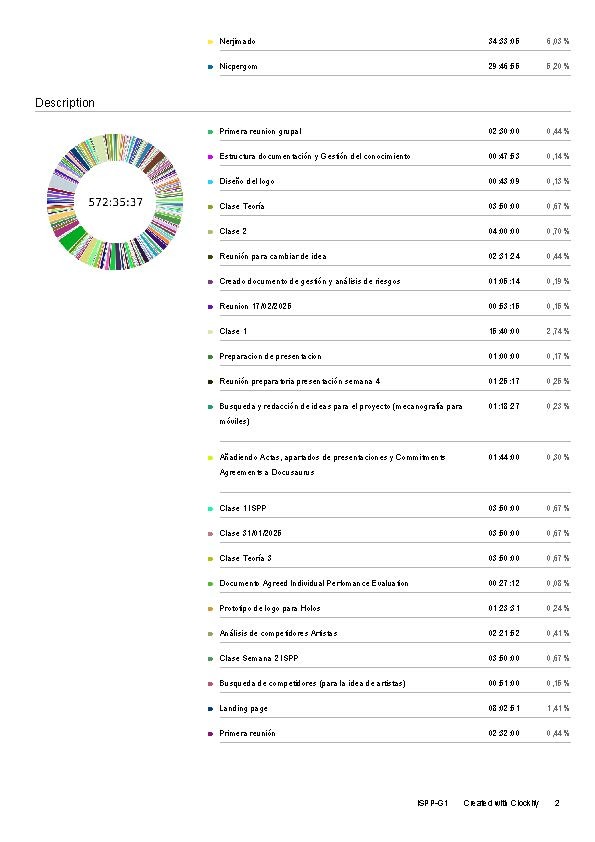 Nerjimado 34:33:05 6,03%
Nicpergom 29:46:55 5,20%
Description
572:35:37
Primera reunion grupal 02:30:00 0,44%
Estructura documentación y Gestión del conocimiento 00:47:53 0,14%
Diseño del logo 00:43:09 0,13%
Clase Teoría 03:50:00 0,67%
Clase 2 04:00:00 0,70%
Reunión para cambiar de idea 02:31:24 0,44%
Creado documento de gestión y análisis de riesgos 01:05:14 0,19%
Reunion 17/02/2025 00:53:15 0,15%
Clase 1 15:40:00 2,74%
Preparacion de presentacion 01:00:00 0,17%
Reunión preparatoria presentación semana 4 01:25:17 0,25%
Busqueda y redacción de ideas para el proyecto (mecanografía para 01:18:27 0,23%
móviles)
Añadiendo Actas, apartados de presentaciones y Commitments 01:44:00 0,30%
Agreements a Docusaurus
Clase 1 ISPP 03:50:00 0,67%
Clase 31/01/2025 03:50:00 0,67%
Clase Teoría 3 03:50:00 0,67%
Documento Agreed Individual Perfomance Evaluation 00:27:12 0,08%
Prototipo de logo para Holos 01:23:31 0,24%
Análisis de competidores Artistas 02:21:52 0,41%
Clase Semana 2 ISPP 03:50:00 0,67%
Busqueda de competidores (para la idea de artistas) 00:51:00 0,15%
Landing page 08:02:51 1,41%
Primera reunión 02:32:00 0,44%
ISPP-G1 Created with Clockify 2